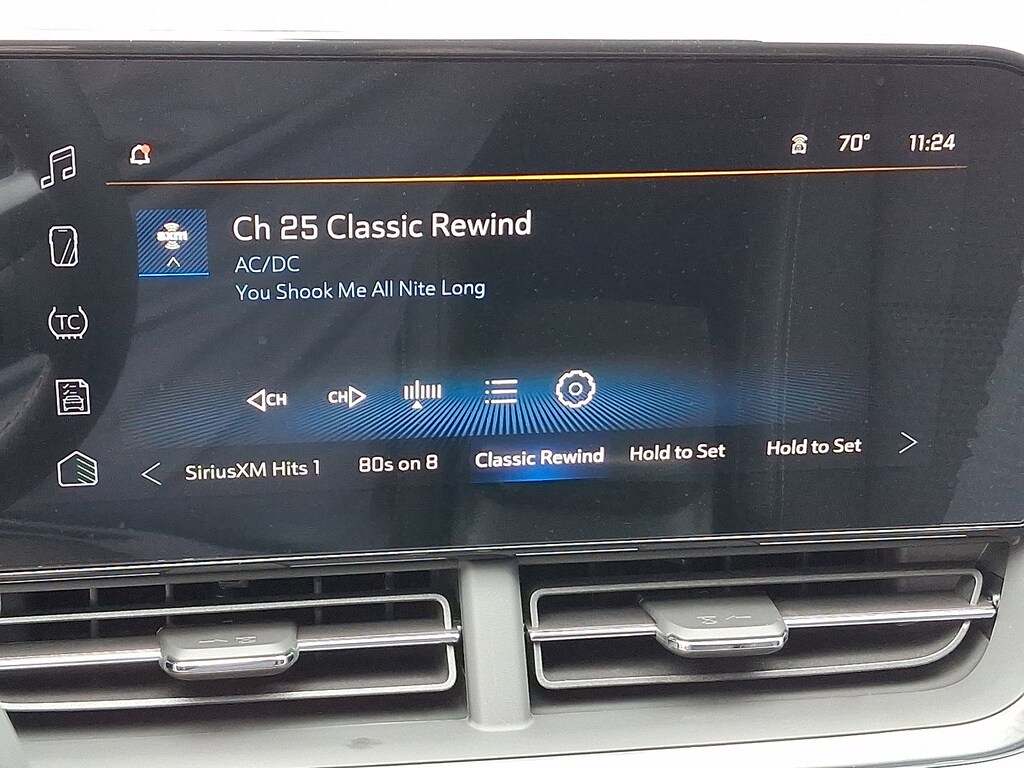 70° 11:24
sxm
Ch 25 Classic Rewind
AC/DC
You Shook Me All Nite Long
TC
CH CH
SiriusXM Hits 1 80s on 8 Classic Rewind Hold to Set Hold to Set